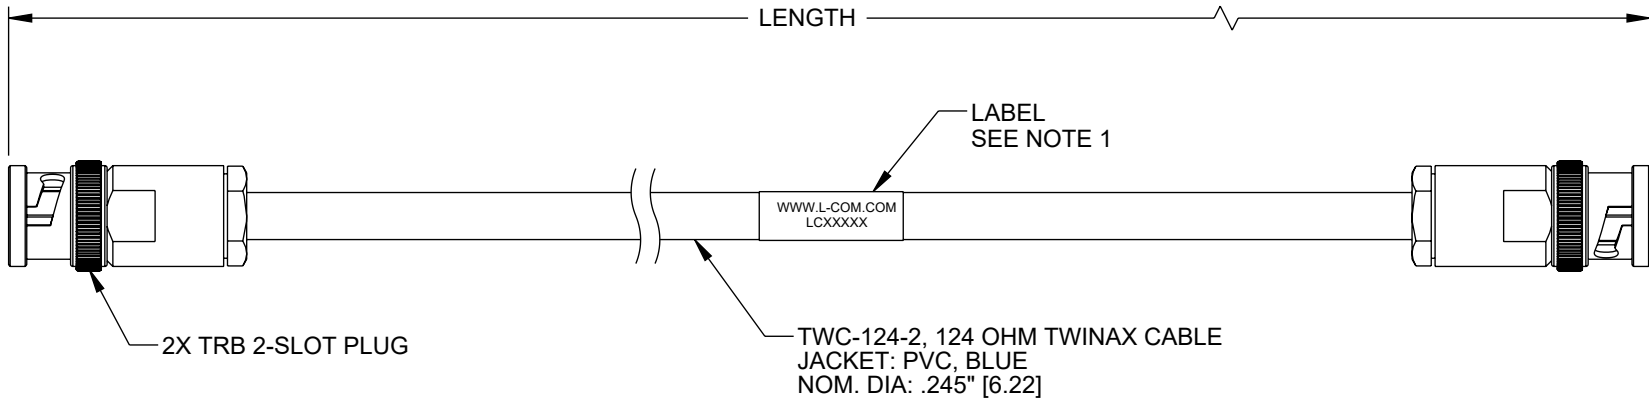 LENGTH
LABEL
SEE NOTE 1
WWW.L-COM.COM
LCXXXXX
2X TRB 2-SLOT PLUG
TWC-124-2, 124 OHM TWINAX CABLE
JACKET: PVC, BLUE
NOM. DIA: .245" [6.22]